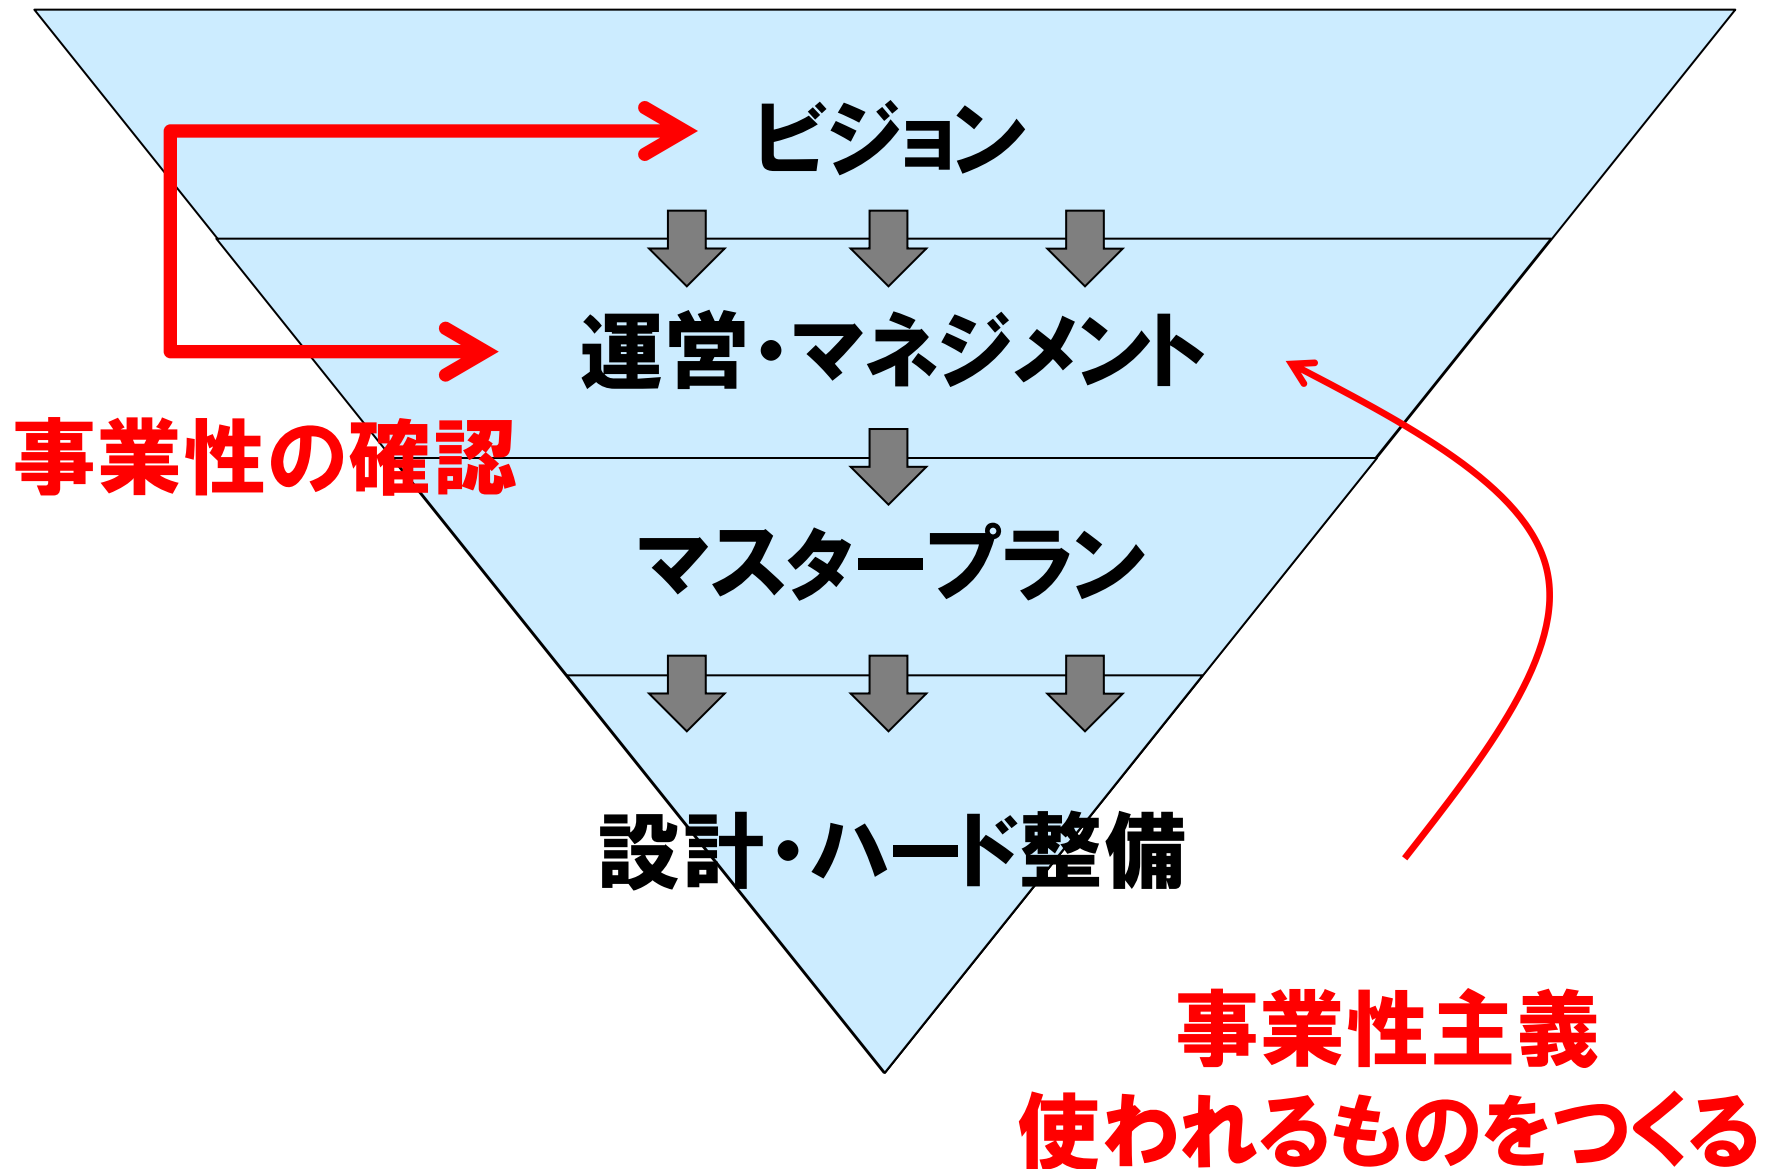 ビジョン
運営・マネジメント
事業性の確認
マスタープラン
設計・ハード整備
事業性主義
使われるものをつくる